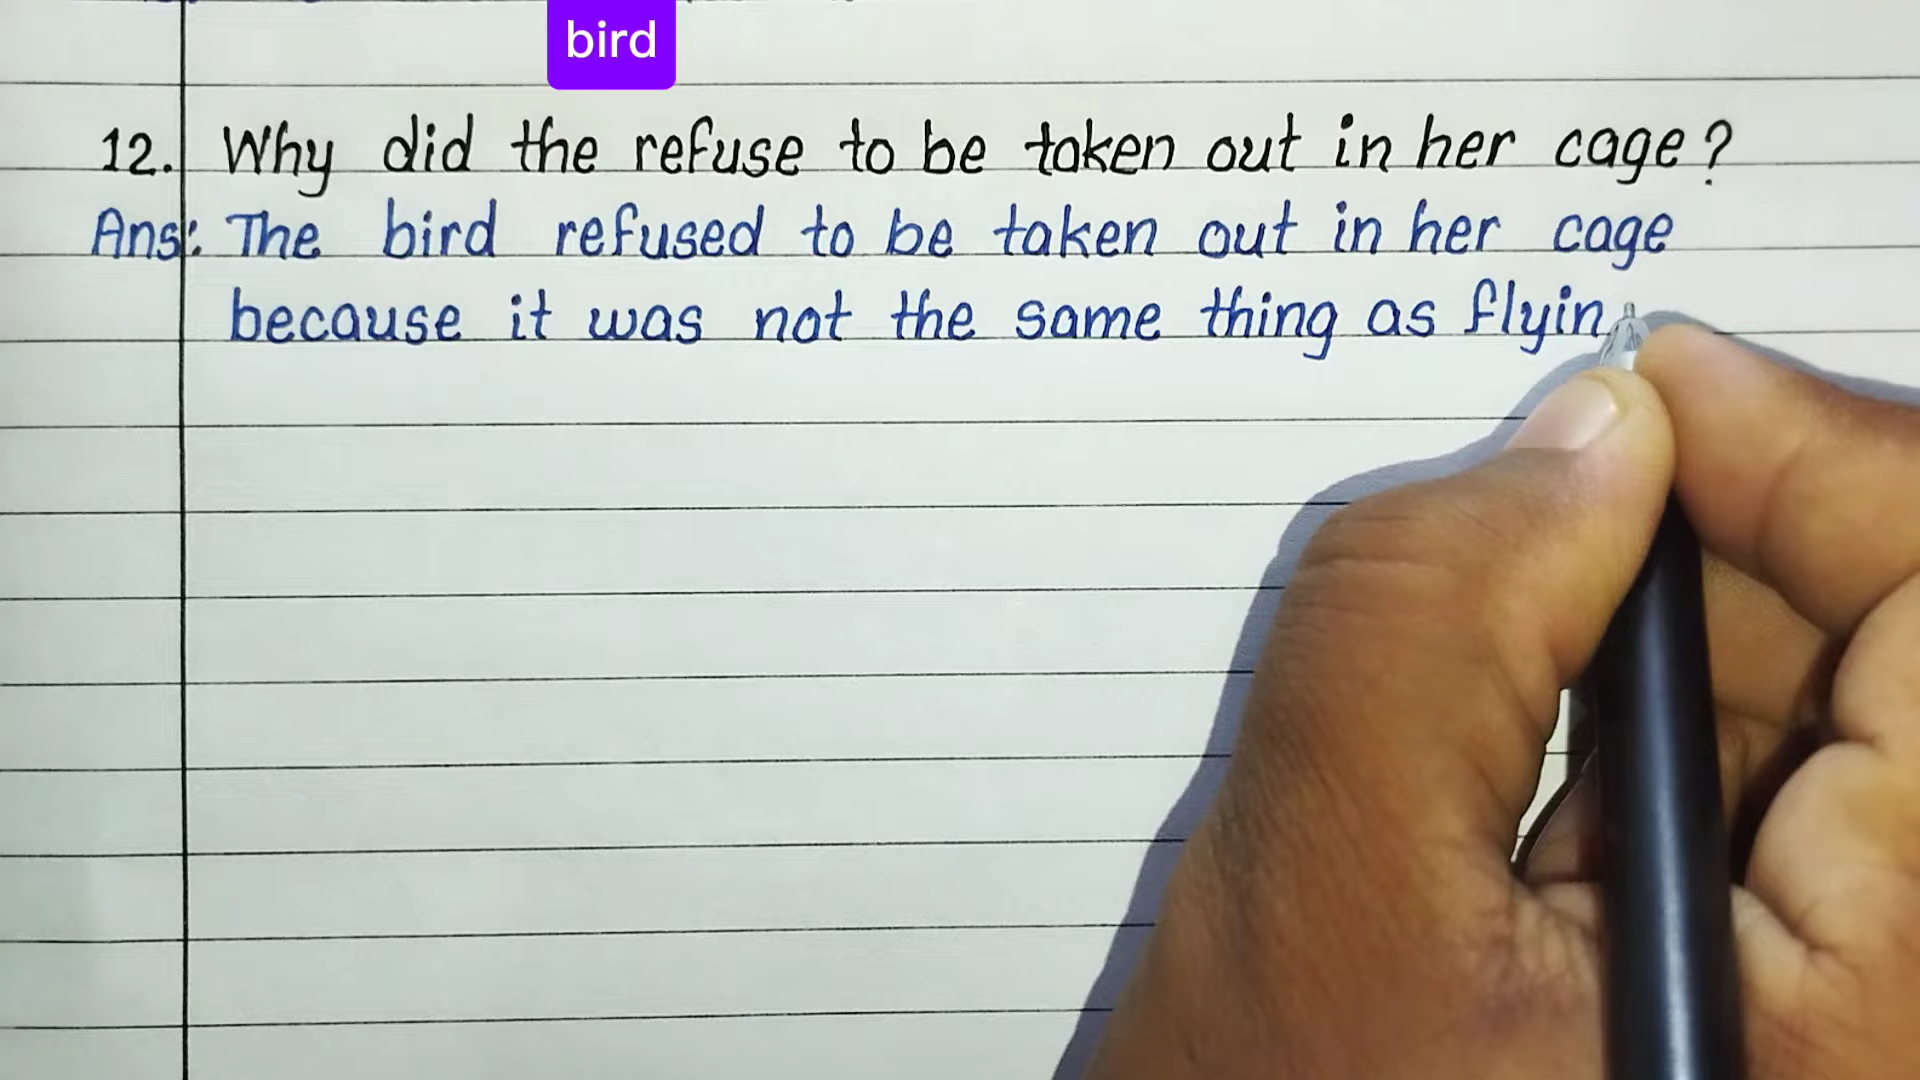 bird
12. Why did the refuse to be taken out in her cage?
Ans: The bird refused to be taken out in her cage
because it was not the same thing as flyin